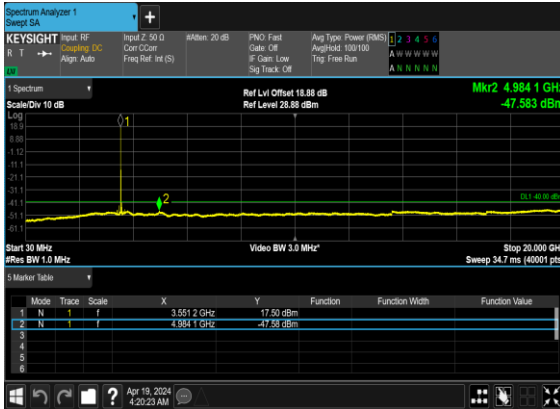 Spectrum Analyzer 1
Swept SA
+
KEYSIGHT Input: RF Input Z: 50 Ω #Atten: 20 dB PNO: Fast Avg Type: Power (RMS) 1 2 3 4 5 6
R T Coupling: DC Corr CCorr Gate: Off Avg|Hold: 100/100 A W W W W W
Align: Auto Freq Ref: Int (S) IF Gain: Low Trig: Free Run
Sig Track: Off A N N N N N
1 Spectrum Ref Lvl Offset 18.88 dB Mkr2 4.984 1 GHz
Scale/Div 10 dB Ref Level 28.88 dBm -47.583 dBm
Log
18.9
8.88
-1.12
-11.1
-21.1
-31.1
-41.1
-51.1
-61.1
1
2
DL1 -40.00 dBm
Start 30 MHz Video BW 3.0 MHz* Stop 20.000 GH
#Res BW 1.0 MHz Sweep 34.7 ms (40001 pts
5 Marker Table
Mode Trace Scale X Y Function Function Width Function Value
1 N 1 f 3.551 2 GHz 17.50 dBm
2 N 1 f 4.984 1 GHz -47.58 dBm
3
4
5
6
? Apr 19, 2024
4:20:23 AM